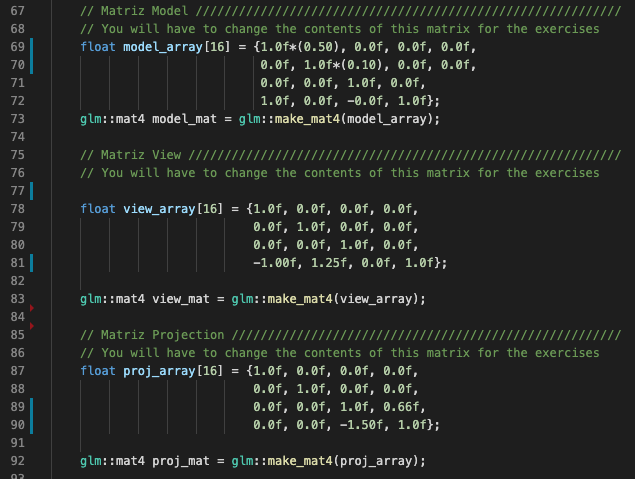 67 // Matriz Model ///////////////////////////////////////////////////////////
68 // You will have to change the contents of this matrix for the exercises
69 float model_array[16] = {1.0f*(0.50), 0.0f, 0.0f, 0.0f,
70 0.0f, 1.0f*(0.10), 0.0f, 0.0f,
71 0.0f, 0.0f, 1.0f, 0.0f,
72 1.0f, 0.0f, -0.0f, 1.0f};
73 glm::mat4 model_mat = glm::make_mat4(model_array);
74
75 // Matriz View ////////////////////////////////////////////////////////////
76 // You will have to change the contents of this matrix for the exercises
77
78 float view_array[16] = {1.0f, 0.0f, 0.0f, 0.0f,
79 0.0f, 1.0f, 0.0f, 0.0f,
80 0.0f, 0.0f, 1.0f, 0.0f,
81 -1.00f, 1.25f, 0.0f, 1.0f};
82
83 glm::mat4 view_mat = glm::make_mat4(view_array);
84
85 // Matriz Projection //////////////////////////////////////////////////////
86 // You will have to change the contents of this matrix for the exercises
87 float proj_array[16] = {1.0f, 0.0f, 0.0f, 0.0f,
88 0.0f, 1.0f, 0.0f, 0.0f,
89 0.0f, 0.0f, 1.0f, 0.66f,
90 0.0f, 0.0f, -1.50f, 1.0f};
91
92 glm::mat4 proj_mat = glm::make_mat4(proj_array);
93